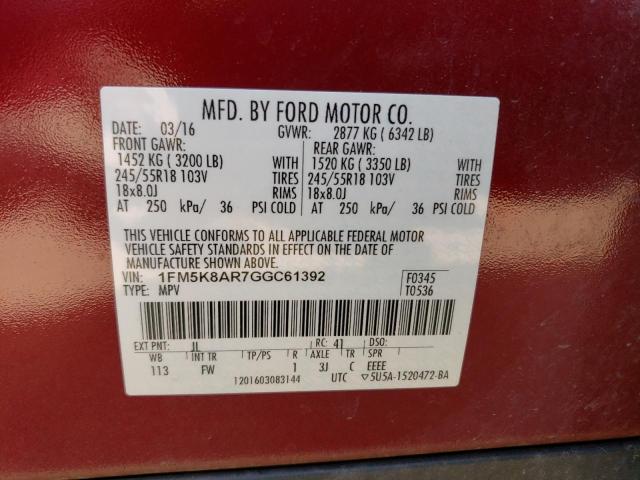 MFD. BY FORD MOTOR CO.
DATE: 03/16 GVWR: 2877 KG ( 6342 LB)
FRONT GAWR: REAR GAWR:
1452 KG ( 3200 LB) WITH 1520 KG ( 3350 LB) WITH
245/55R18 103V TIRES 245/55R18 103V TIRES
18x8.0J RIMS 18x8.0J RIMS
AT 250 kPa/ 36 PSI COLD AT 250 kPa/ 36 PSI COLD
THIS VEHICLE CONFORMS TO ALL APPLICABLE FEDERAL MOTOR
VEHICLE SAFETY STANDARDS IN EFFECT ON THE DATE OF
MANUFACTURE SHOWN ABOVE.
VIN: 1FM5K8AR7GGC61392 F0345
TYPE: MPV T0536
EXT PNT: JL RC: 41 DSO:
WB INT TR TP/PS R AXLE TR SPR
113 FW 1 3J C EEEE
1201603083144 UTC ▽5U5A-1520472-BA